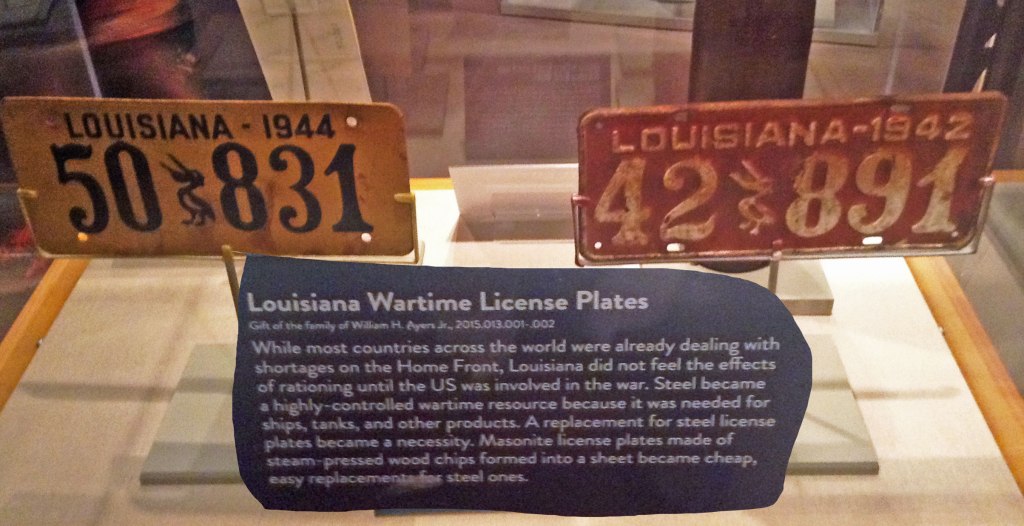 LOUISIANA - 1944
50 831
LOUISIANA-1942
42 891
Louisiana Wartime License Plates
Gift of the family of William H. Ayers Jr., 2015.013.001-.002
While most countries across the world were already dealing with
shortages on the Home Front, Louisiana did not feel the effects
of rationing until the US was involved in the war. Steel became
a highly-controlled wartime resource because it was needed for
ships, tanks, and other products. A replacement for steel license
plates became a necessity. Masonite license plates made of
steam-pressed wood chips formed into a sheet became cheap,
easy replacements for steel ones.